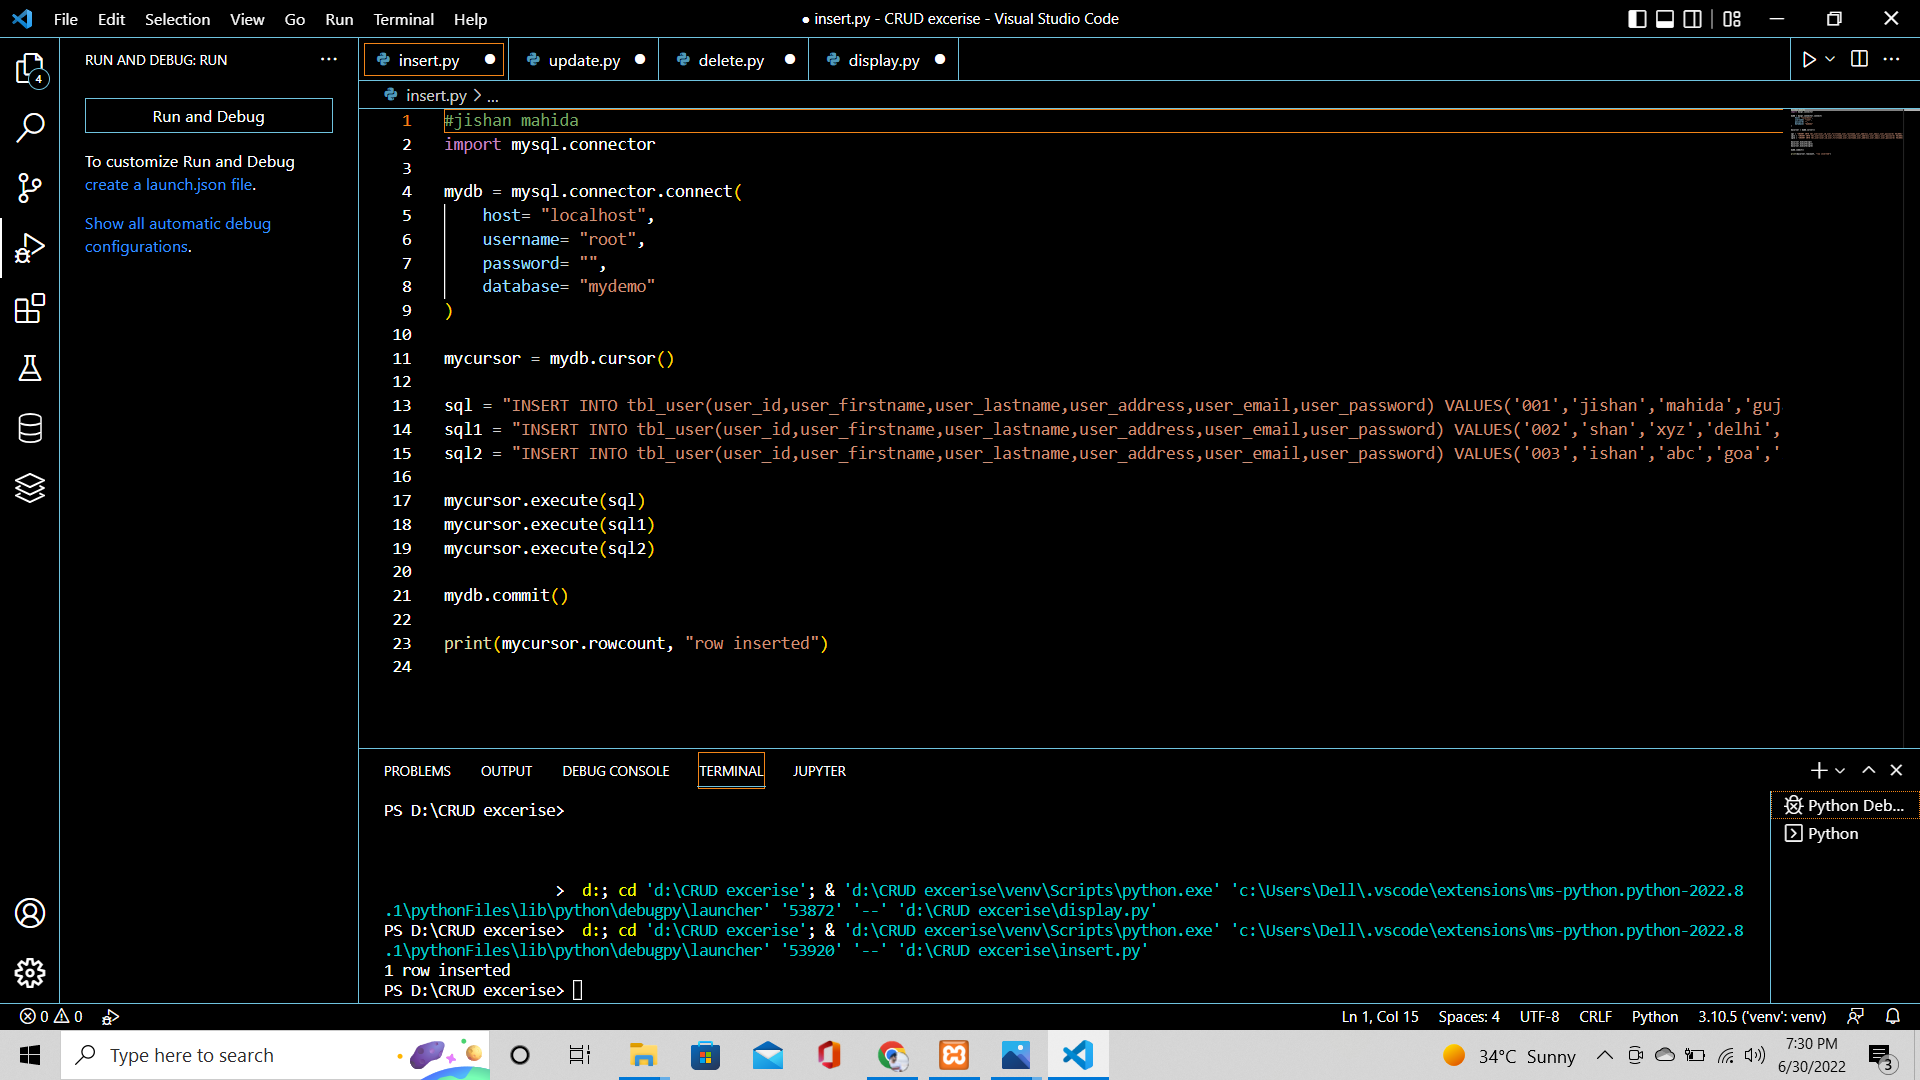 File Edit Selection View Go Run Terminal Help
● insert.py - CRUD excerise - Visual Studio Code
4
RUN AND DEBUG: RUN ...
Run and Debug
To customize Run and Debug
create a launch.json file.
Show all automatic debug
configurations.
insert.py update.py delete.py display.py
insert.py > ...
1 #jishan mahida
2 import mysql.connector
3
4 mydb = mysql.connector.connect(
5 host= "localhost",
6 username= "root",
7 password= "",
8 database= "mydemo"
9 )
10
11 mycursor = mydb.cursor()
12
13 sql = "INSERT INTO tbl_user(user_id,user_firstname,user_lastname,user_address,user_email,user_password) VALUES('001','jishan','mahida','guj
14 sql1 = "INSERT INTO tbl_user(user_id,user_firstname,user_lastname,user_address,user_email,user_password) VALUES('002','shan','xyz','delhi',
15 sql2 = "INSERT INTO tbl_user(user_id,user_firstname,user_lastname,user_address,user_email,user_password) VALUES('003','ishan','abc','goa','
16
17 mycursor.execute(sql)
18 mycursor.execute(sql1)
19 mycursor.execute(sql2)
20
21 mydb.commit()
22
23 print(mycursor.rowcount, "row inserted")
24
PROBLEMS OUTPUT DEBUG CONSOLE TERMINAL JUPYTER
PS D:\CRUD excerise>
> d:; cd 'd:\CRUD excerise'; & 'd:\CRUD excerise\venv\Scripts\python.exe' 'c:\Users\Dell\.vscode\extensions\ms-python.python-2022.8
.1\pythonFiles\lib\python\debugpy\launcher' '53872' '--' 'd:\CRUD excerise\display.py'
PS D:\CRUD excerise> d:; cd 'd:\CRUD excerise'; & 'd:\CRUD excerise\venv\Scripts\python.exe' 'c:\Users\Dell\.vscode\extensions\ms-python.python-2022.8
.1\pythonFiles\lib\python\debugpy\launcher' '53920' '--' 'd:\CRUD excerise\insert.py'
1 row inserted
PS D:\CRUD excerise>
Python Deb...
Python
0 0
Ln 1, Col 15 Spaces: 4 UTF-8 CRLF Python 3.10.5 ('venv': venv)
Type here to search
34°C Sunny
7:30 PM
6/30/2022
3